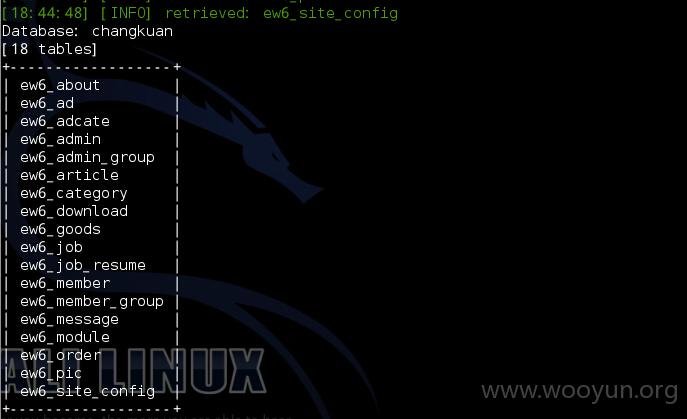 [18:44:48] [INFO] retrieved: ew6_site_config
Database: changkuan
[18 tables]
+------------------+
| ew6_about        |
| ew6_ad           |
| ew6_adcate       |
| ew6_admin        |
| ew6_admin_group  |
| ew6_article      |
| ew6_category     |
| ew6_download     |
| ew6_goods        |
| ew6_job          |
| ew6_job_resume   |
| ew6_member       |
| ew6_member_group |
| ew6_message      |
| ew6_module       |
| ew6_order        |
| ew6_pic          |
| ew6_site_config  |
+------------------+
ALI LINUX
www.wooyun.org